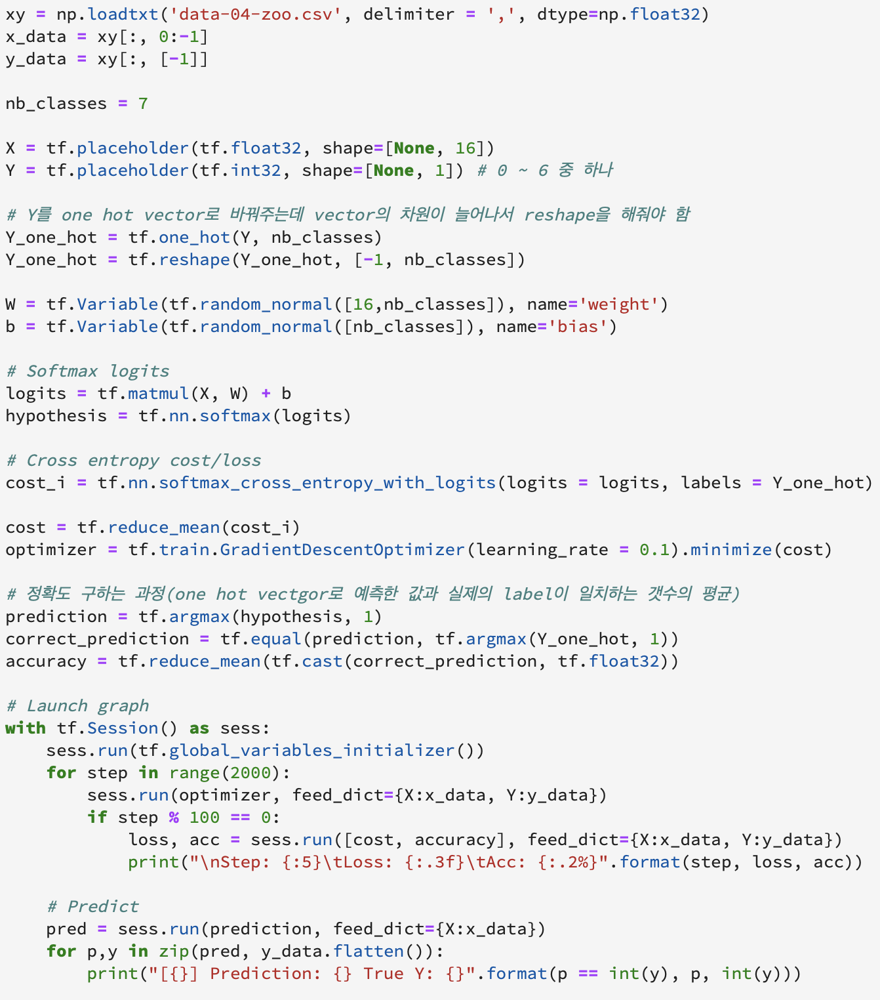 xy = np.loadtxt('data-04-zoo.csv', delimiter = ',', dtype=np.float32)
x_data = xy[:, 0:-1]
y_data = xy[:, [-1]]

nb_classes = 7

X = tf.placeholder(tf.float32, shape=[None, 16])
Y = tf.placeholder(tf.int32, shape=[None, 1]) # 0 ~ 6 중 하나

# Y를 one hot vector로 바꿔주는데 vector의 차원이 늘어나서 reshape을 해줘야 함
Y_one_hot = tf.one_hot(Y, nb_classes)
Y_one_hot = tf.reshape(Y_one_hot, [-1, nb_classes])

W = tf.Variable(tf.random_normal([16,nb_classes]), name='weight')
b = tf.Variable(tf.random_normal([nb_classes]), name='bias')

# Softmax logits
logits = tf.matmul(X, W) + b
hypothesis = tf.nn.softmax(logits)

# Cross entropy cost/loss
cost_i = tf.nn.softmax_cross_entropy_with_logits(logits = logits, labels = Y_one_hot)

cost = tf.reduce_mean(cost_i)
optimizer = tf.train.GradientDescentOptimizer(learning_rate = 0.1).minimize(cost)

# 정확도 구하는 과정(one hot vectgor로 예측한 값과 실제의 label이 일치하는 갯수의 평균)
prediction = tf.argmax(hypothesis, 1)
correct_prediction = tf.equal(prediction, tf.argmax(Y_one_hot, 1))
accuracy = tf.reduce_mean(tf.cast(correct_prediction, tf.float32))

# Launch graph
with tf.Session() as sess:
    sess.run(tf.global_variables_initializer())
    for step in range(2000):
        sess.run(optimizer, feed_dict={X:x_data, Y:y_data})
        if step % 100 == 0:
            loss, acc = sess.run([cost, accuracy], feed_dict={X:x_data, Y:y_data})
            print("\nStep: {:5}\tLoss: {:.3f}\tAcc: {:.2%}".format(step, loss, acc))

    # Predict
    pred = sess.run(prediction, feed_dict={X:x_data})
    for p,y in zip(pred, y_data.flatten()):
        print("[{}] Prediction: {} True Y: {}".format(p == int(y), p, int(y)))